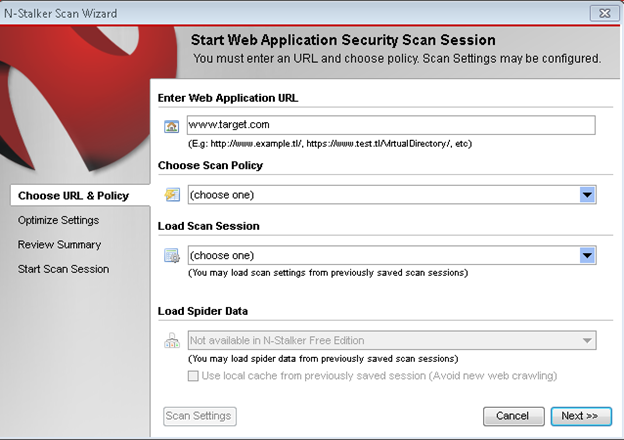 N-Stalker Scan Wizard
Start Web Application Security Scan Session
You must enter an URL and choose policy. Scan Settings may be configured.
Enter Web Application URL
www.target.com
(E.g: http://www.example.tl/, https://www.test.tl/VirtualDirectory/, etc)
Choose Scan Policy
Choose URL & Policy
(choose one)
Optimize Settings
Load Scan Session
Review Summary
(choose one)
Start Scan Session
(You may load scan settings from previously saved scan sessions)
Load Spider Data
Not available in N-Stalker Free Edition
(You may load spider data from previously saved scan sessions)
Use local cache from previously saved session (Avoid new web crawling)
Scan Settings
Cancel
Next >>